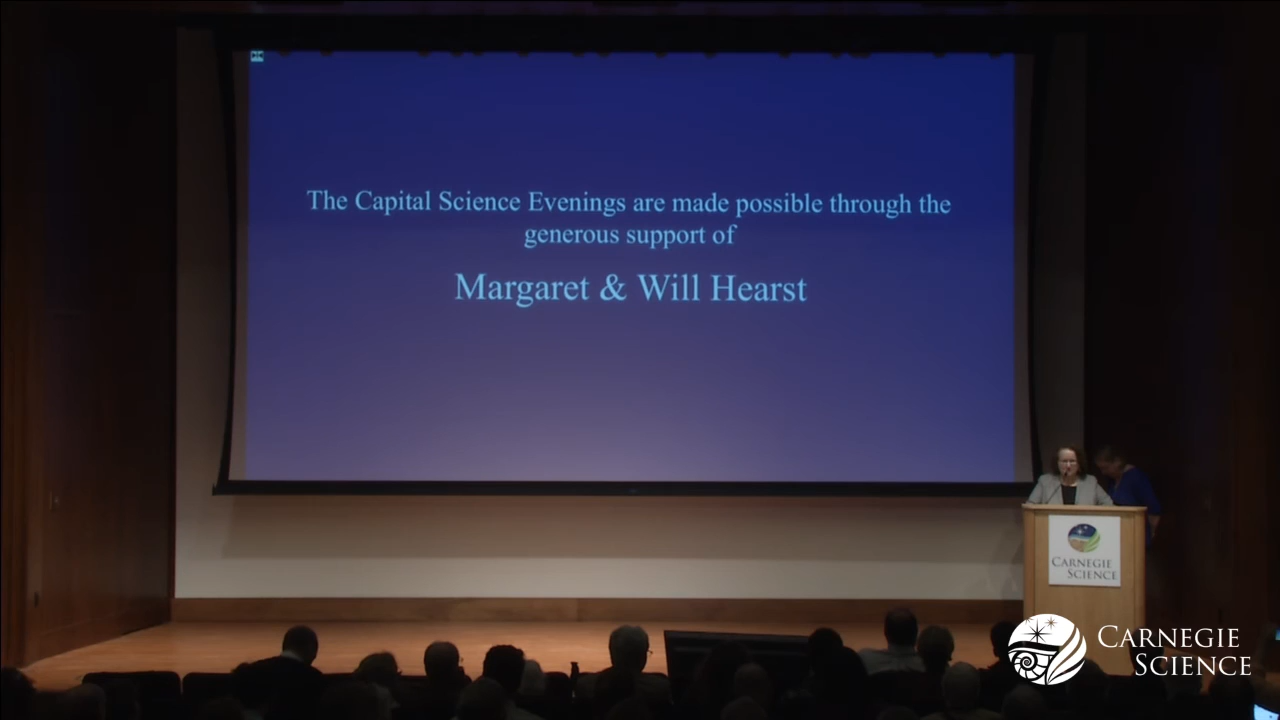 The Capital Science Evenings are made possible through the
generous support of
Margaret & Will Hearst
CARNEGIE
SCIENCE
CARNEGIE
SCIENCE